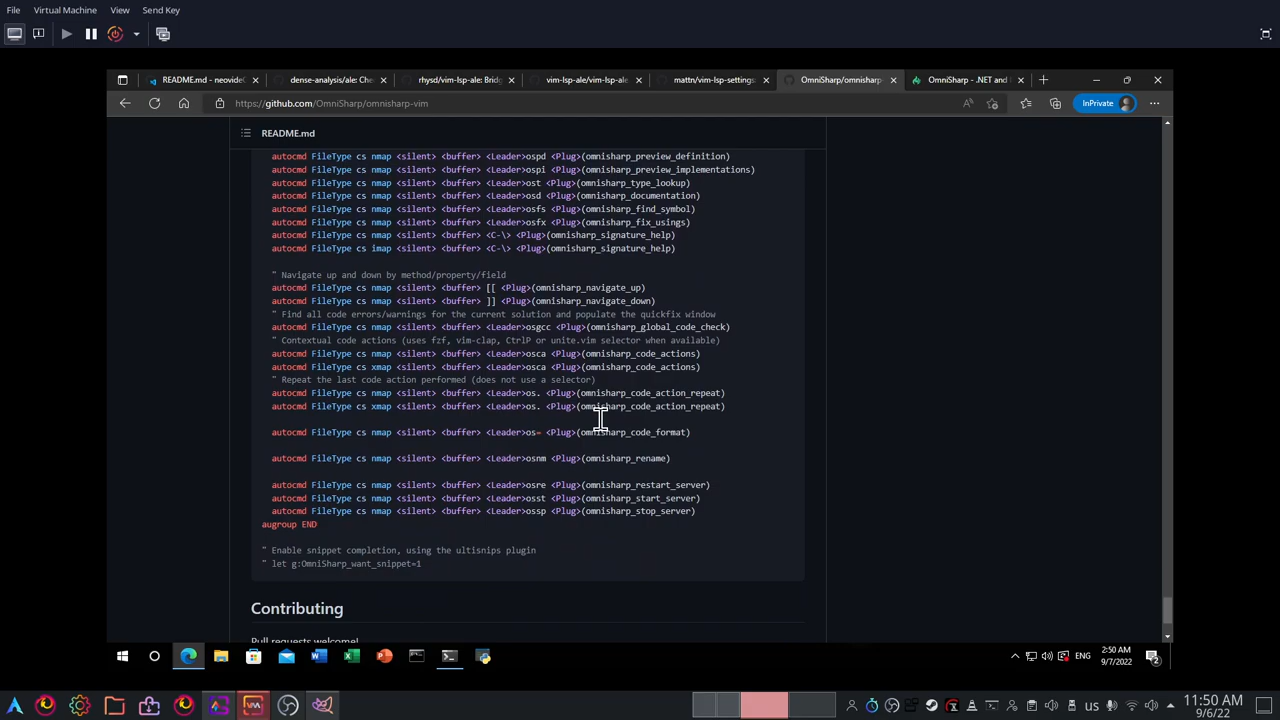 File Virtual Machine View Send Key
README.md - neovide dense-analysis/ale: Che rhysd/vim-lsp-ale: Bridg vim-lsp-ale/vim-lsp-ale mattn/vim-lsp-settings OmniSharp/omnisharp- OmniSharp - .NET and
https://github.com/OmniSharp/omnisharp-vim InPrivate
README.md
autocmd FileType cs nmap <silent> <buffer> <Leader>ospd <Plug>(omnisharp_preview_definition)
autocmd FileType cs nmap <silent> <buffer> <Leader>ospi <Plug>(omnisharp_preview_implementations)
autocmd FileType cs nmap <silent> <buffer> <Leader>ost <Plug>(omnisharp_type_lookup)
autocmd FileType cs nmap <silent> <buffer> <Leader>osd <Plug>(omnisharp_documentation)
autocmd FileType cs nmap <silent> <buffer> <Leader>osfs <Plug>(omnisharp_find_symbol)
autocmd FileType cs nmap <silent> <buffer> <Leader>osfx <Plug>(omnisharp_fix_usings)
autocmd FileType cs nmap <silent> <buffer> <C-\> <Plug>(omnisharp_signature_help)
autocmd FileType cs imap <silent> <buffer> <C-\> <Plug>(omnisharp_signature_help)
" Navigate up and down by method/property/field
autocmd FileType cs nmap <silent> <buffer> [[ <Plug>(omnisharp_navigate_up)
autocmd FileType cs nmap <silent> <buffer> ]] <Plug>(omnisharp_navigate_down)
" Find all code errors/warnings for the current solution and populate the quickfix window
autocmd FileType cs nmap <silent> <buffer> <Leader>osgcc <Plug>(omnisharp_global_code_check)
" Contextual code actions (uses fzf, vim-clap, CtrlP or unite.vim selector when available)
autocmd FileType cs nmap <silent> <buffer> <Leader>osca <Plug>(omnisharp_code_actions)
autocmd FileType cs xmap <silent> <buffer> <Leader>osca <Plug>(omnisharp_code_actions)
" Repeat the last code action performed (does not use a selector)
autocmd FileType cs nmap <silent> <buffer> <Leader>os. <Plug>(omnisharp_code_action_repeat)
autocmd FileType cs xmap <silent> <buffer> <Leader>os. <Plug>(omnisharp_code_action_repeat)
autocmd FileType cs nmap <silent> <buffer> <Leader>os= <Plug>(omnisharp_code_format)
autocmd FileType cs nmap <silent> <buffer> <Leader>osnm <Plug>(omnisharp_rename)
autocmd FileType cs nmap <silent> <buffer> <Leader>osre <Plug>(omnisharp_restart_server)
autocmd FileType cs nmap <silent> <buffer> <Leader>osst <Plug>(omnisharp_start_server)
autocmd FileType cs nmap <silent> <buffer> <Leader>ossp <Plug>(omnisharp_stop_server)
augroup END
" Enable snippet completion, using the ultisnips plugin
" let g:OmniSharp_want_snippet=1
Contributing
Pull requests welcome!
ENG 2:50 AM
9/7/2022 2
us 11:50 AM
9/6/22